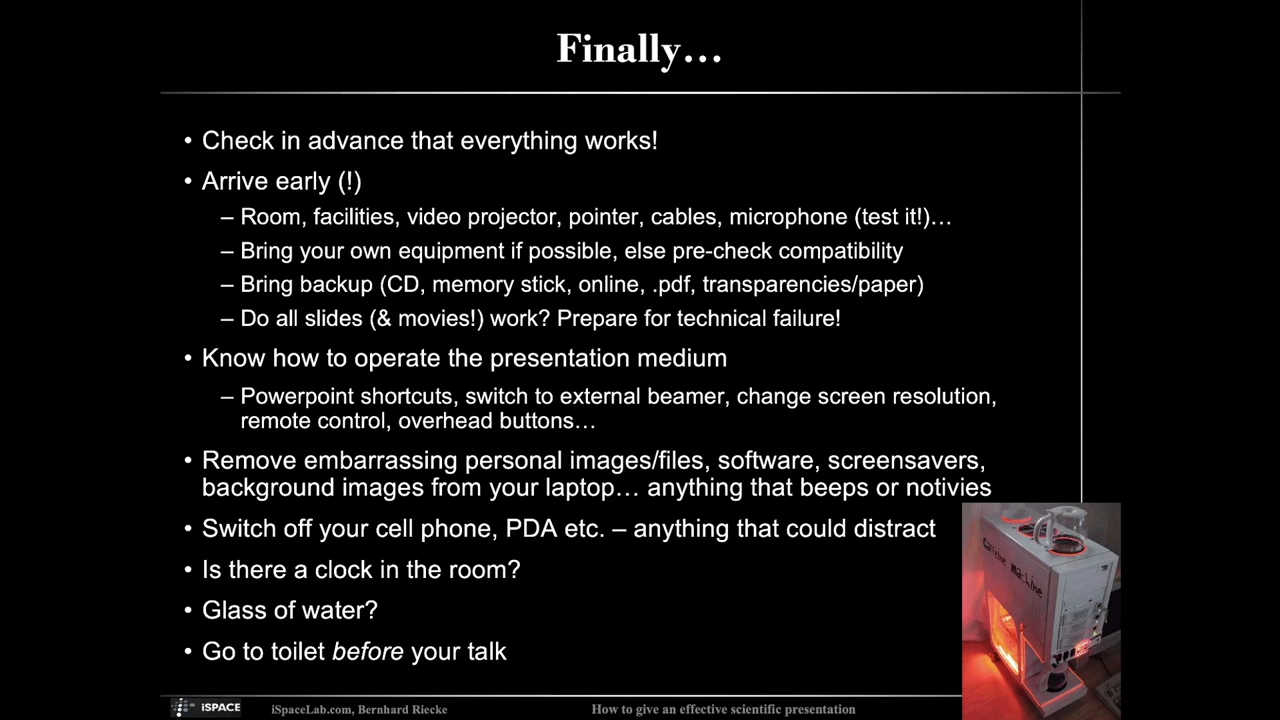 Finally…
• Check in advance that everything works!
• Arrive early (!)
– Room, facilities, video projector, pointer, cables, microphone (test it!)…
– Bring your own equipment if possible, else pre-check compatibility
– Bring backup (CD, memory stick, online, .pdf, transparencies/paper)
– Do all slides (& movies!) work? Prepare for technical failure!
• Know how to operate the presentation medium
– Powerpoint shortcuts, switch to external beamer, change screen resolution,
remote control, overhead buttons…
• Remove embarrassing personal images/files, software, screensavers,
background images from your laptop… anything that beeps or notivies
• Switch off your cell phone, PDA etc. – anything that could distract
• Is there a clock in the room?
• Glass of water?
• Go to toilet before your talk
Caffeine Machine
iSPACE
iSpaceLab.com, Bernhard Riecke
How to give an effective scientific presentation